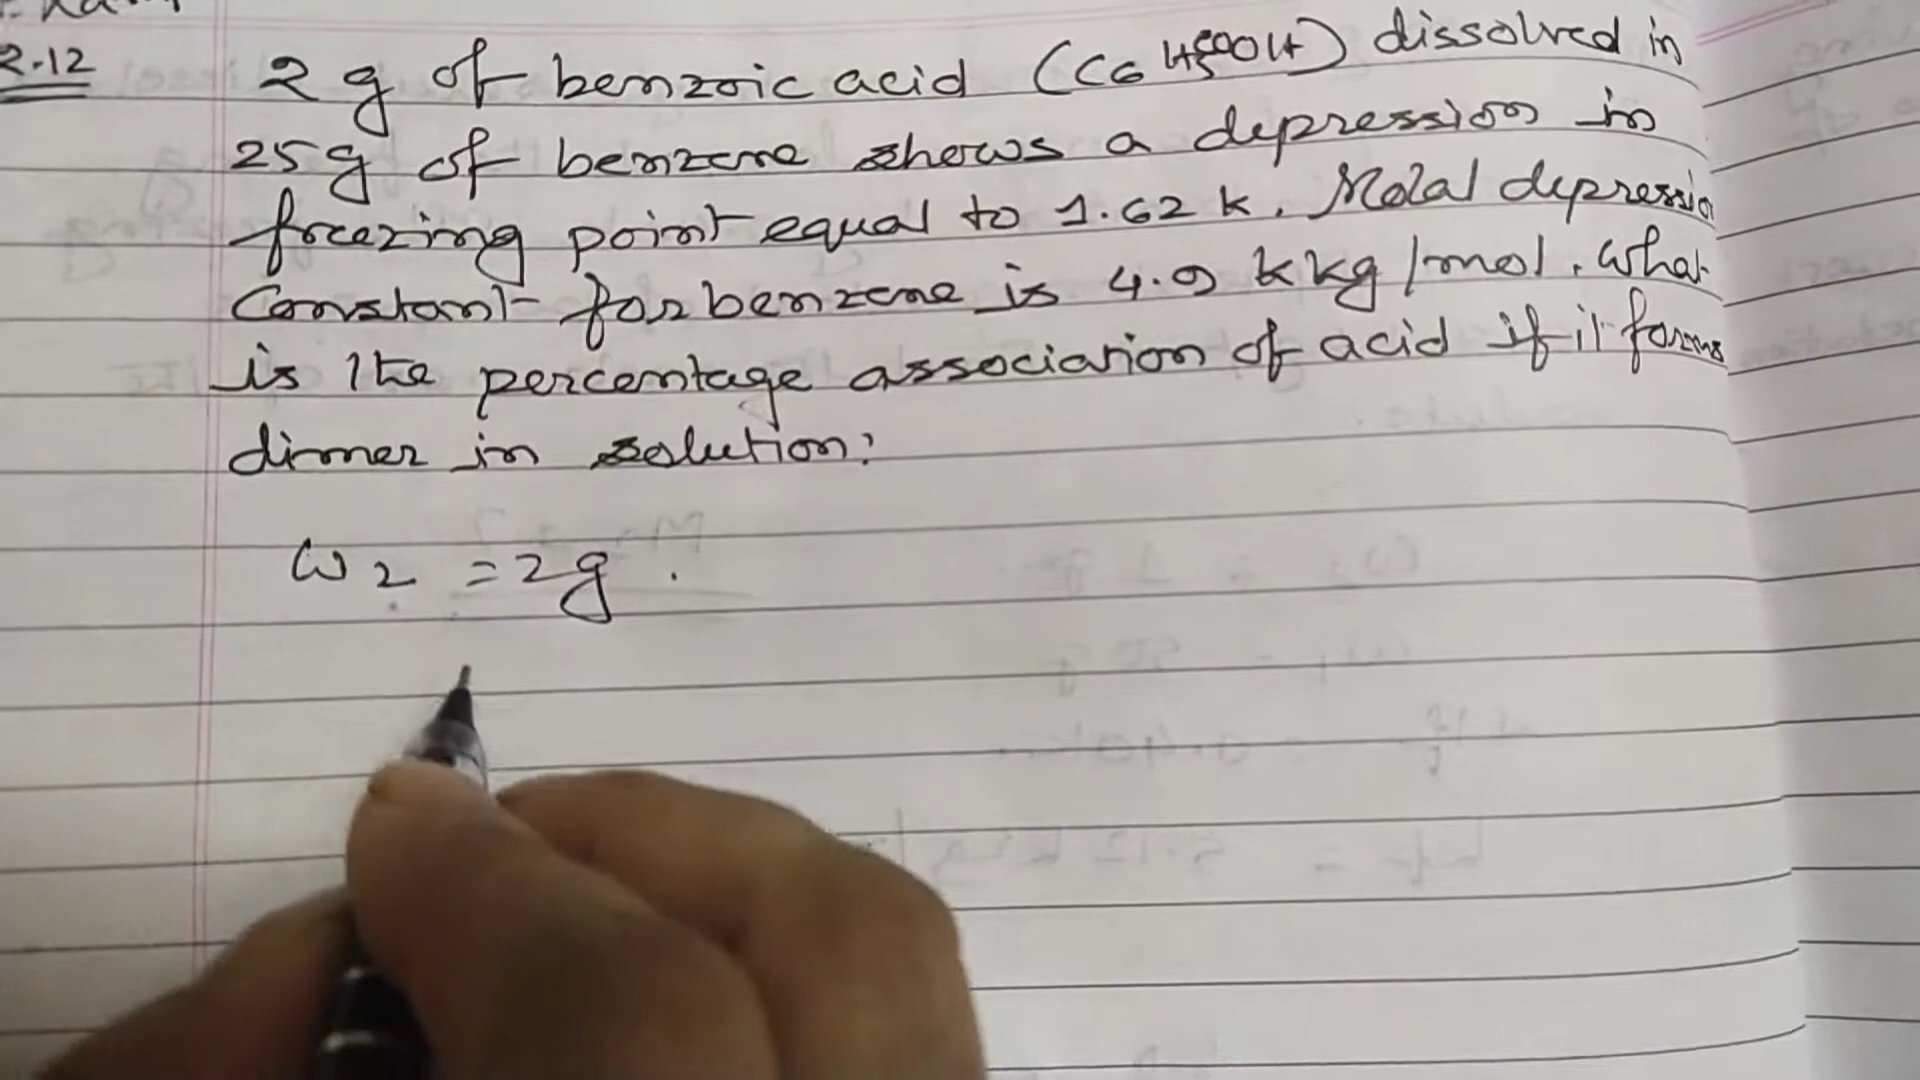 2.12
2 g of benzoic acid (C6H5COOH) dissolved in
25g of benzene shows a depression in
freezing point equal to 1.62 K. Molal depression
Constant for benzene is 4.9 K kg/mol. What
is the percentage association of acid if it forms
dimer in solution?
W2 = 2g.